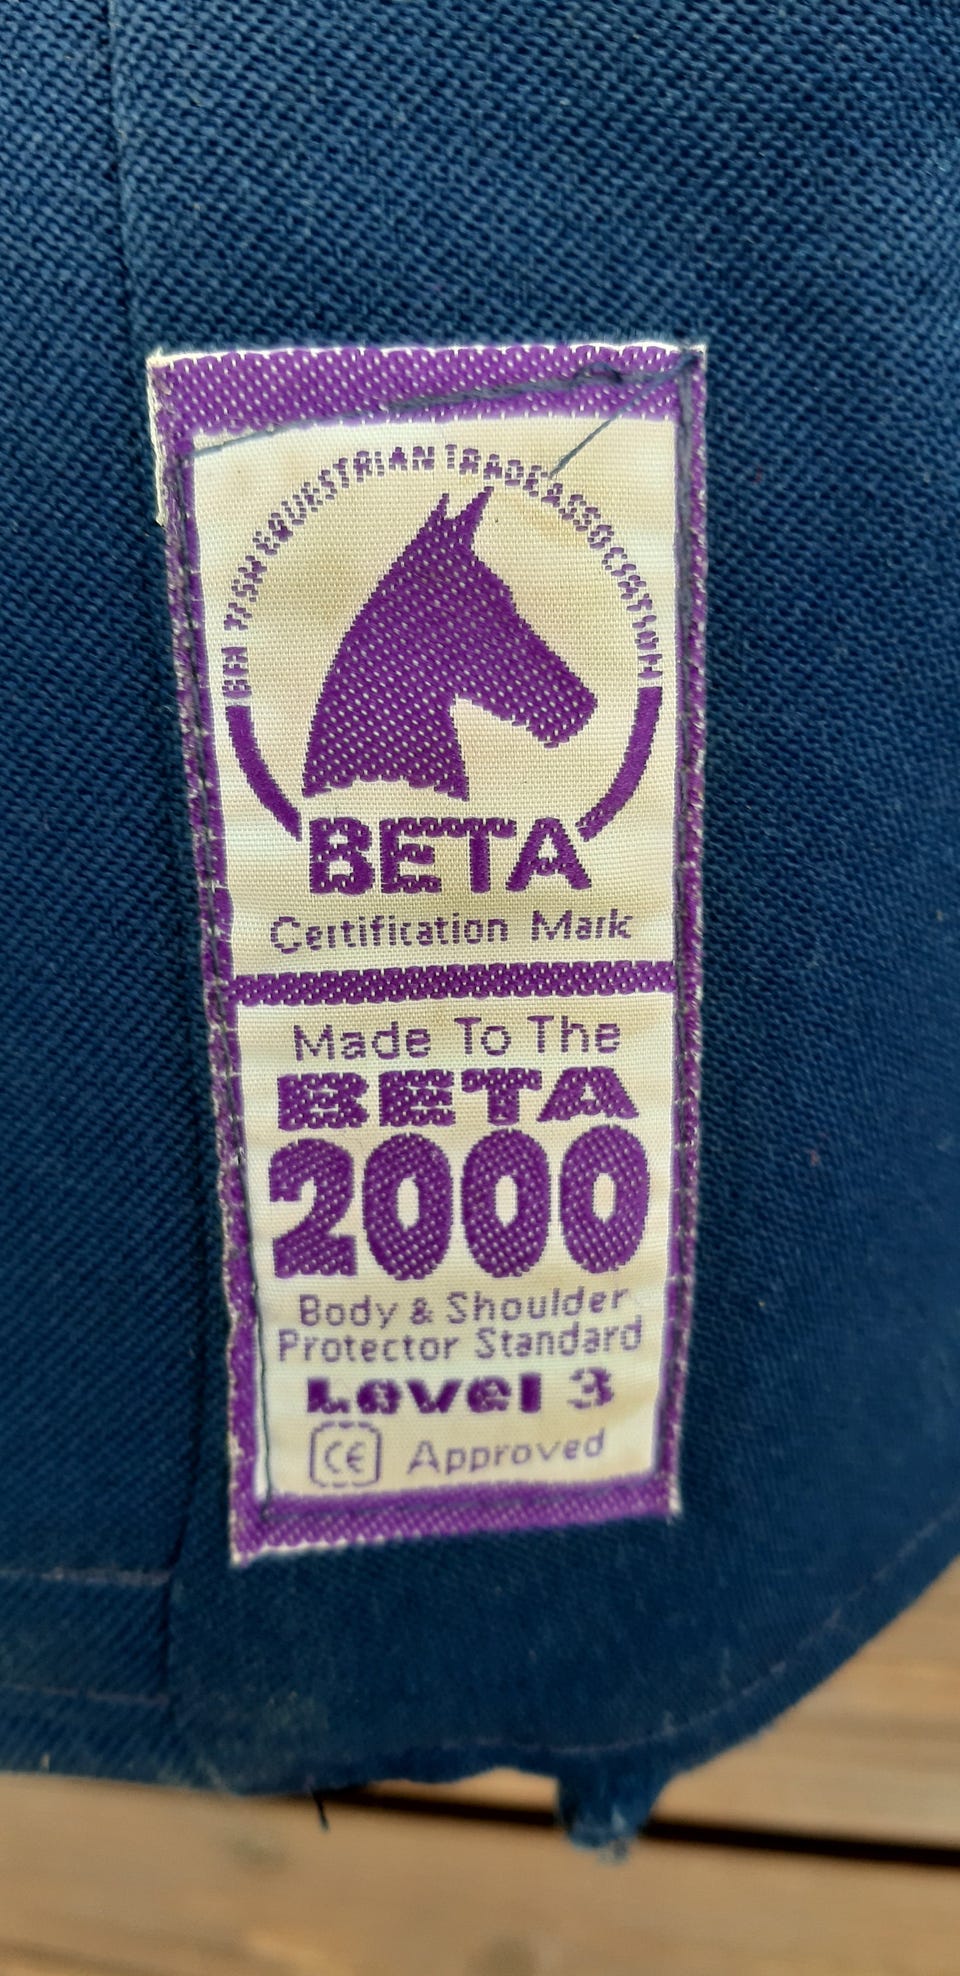 BRITISH EQUESTRIAN TRADE ASSOCIATION
BETA
Certification Mark
Made To The
BETA
2000
Body & Shoulder
Protector Standard
Level 3
CE Approved